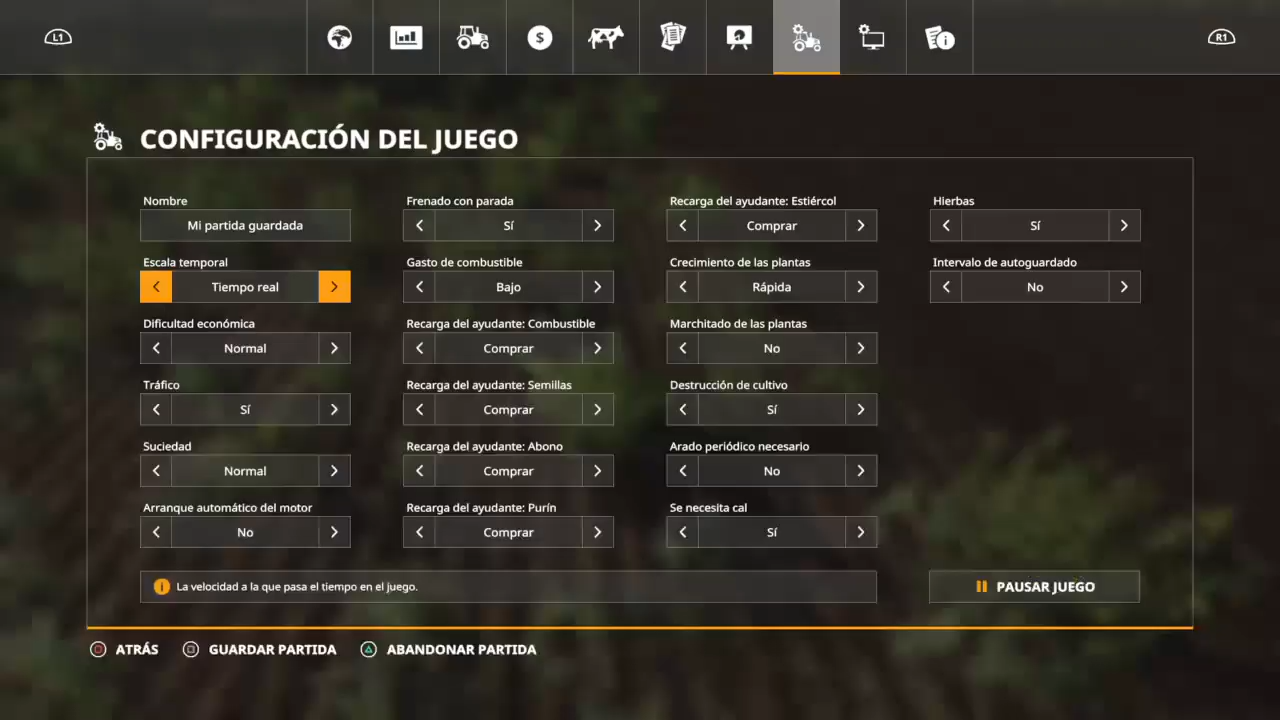 L1
R1
CONFIGURACIÓN DEL JUEGO
Nombre
Mi partida guardada
Escala temporal
Tiempo real
Dificultad económica
Normal
Tráfico
Sí
Suciedad
Normal
Arranque automático del motor
No
Frenado con parada
Sí
Gasto de combustible
Bajo
Recarga del ayudante: Combustible
Comprar
Recarga del ayudante: Semillas
Comprar
Recarga del ayudante: Abono
Comprar
Recarga del ayudante: Purín
Comprar
Recarga del ayudante: Estiércol
Comprar
Crecimiento de las plantas
Rápida
Marchitado de las plantas
No
Destrucción de cultivo
Sí
Arado periódico necesario
No
Se necesita cal
Sí
Hierbas
Sí
Intervalo de autoguardado
No
La velocidad a la que pasa el tiempo en el juego.
PAUSAR JUEGO
ATRÁS
GUARDAR PARTIDA
ABANDONAR PARTIDA